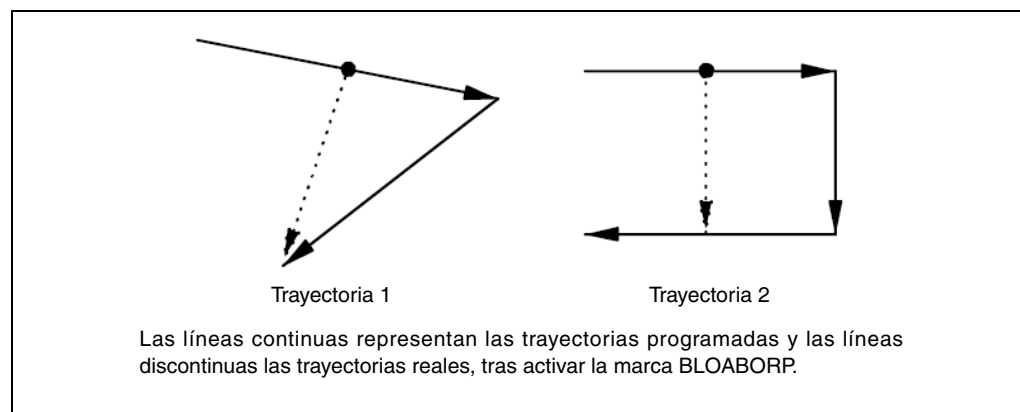 Trayectoria 1
Trayectoria 2
Las líneas continuas representan las trayectorias programadas y las líneas
discontinuas las trayectorias reales, tras activar la marca BLOABORP.